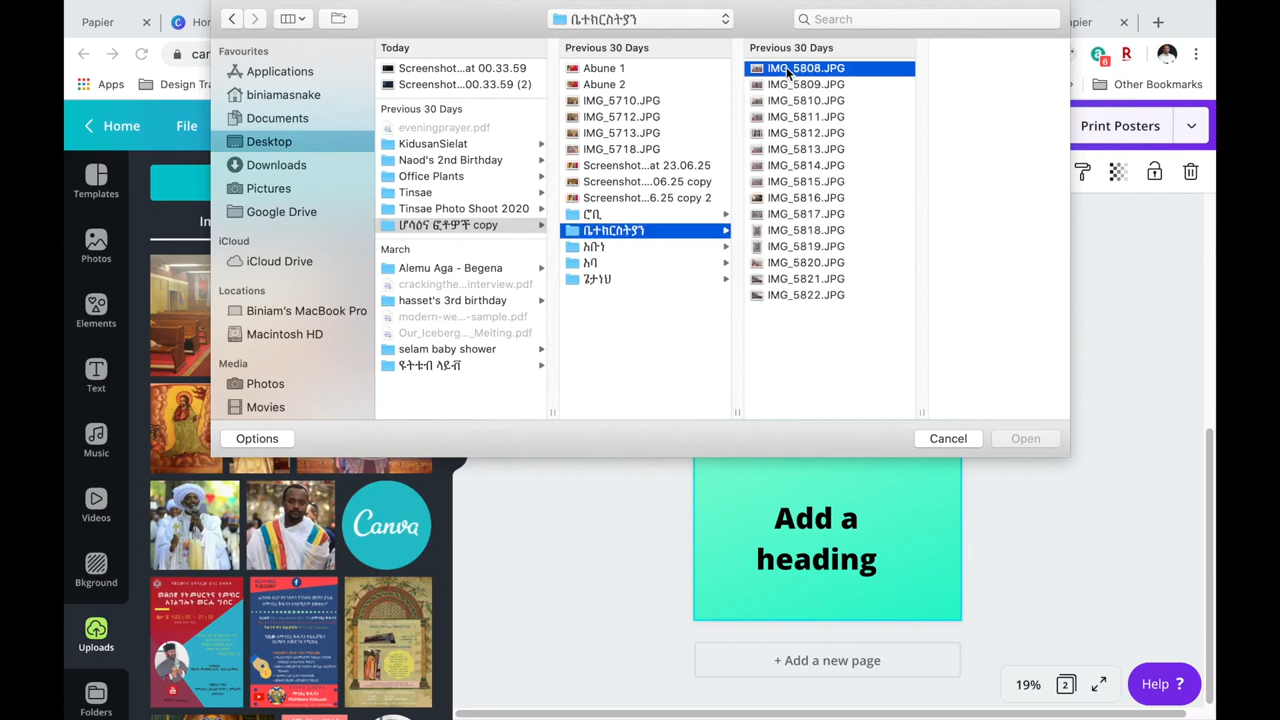 Papier
Hor
Papier
can
6
Apps
Design Tra
Other Bookmarks
Home
File
Print Posters
Templates
Photos
Elements
Text
Music
Videos
Bkground
Uploads
Folders
ቤተክርስትያን
Search
Favourites
Applications
biniamasnake
Documents
Desktop
Downloads
Pictures
Google Drive
iCloud
iCloud Drive
Locations
Biniam's MacBook Pro
Macintosh HD
Media
Photos
Movies
Today
Screenshot...at 00.33.59
Screenshot....00.33.59 (2)
Previous 30 Days
eveningprayer.pdf
KidusanSielat
Naod's 2nd Birthday
Office Plants
Tinsae
Tinsae Photo Shoot 2020
ሆሳዕና ፎቶዎች copy
March
Alemu Aga - Begena
crackingthe...interview.pdf
hasset's 3rd birthday
modern-we...-sample.pdf
Our_Iceberg..._Melting.pdf
selam baby shower
ዩትቱብ ላይቭ
Previous 30 Days
Abune 1
Abune 2
IMG_5710.JPG
IMG_5712.JPG
IMG_5713.JPG
IMG_5718.JPG
Screenshot...at 23.06.25
Screenshot....06.25 copy
Screenshot...6.25 copy 2
ሮቢ
ቤተክርስትያን
አቡነ
አባ
ጌታነህ
Previous 30 Days
IMG_5808.JPG
IMG_5809.JPG
IMG_5810.JPG
IMG_5811.JPG
IMG_5812.JPG
IMG_5813.JPG
IMG_5814.JPG
IMG_5815.JPG
IMG_5816.JPG
IMG_5817.JPG
IMG_5818.JPG
IMG_5819.JPG
IMG_5820.JPG
IMG_5821.JPG
IMG_5822.JPG
Options
Cancel
Open
Canva
Add a
heading
+ Add a new page
19%
2
Help ?